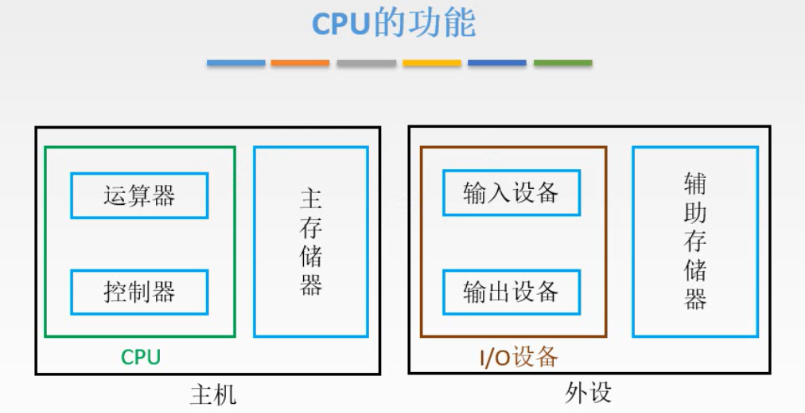 CPU的功能
运算器
控制器
CPU
主存储器
主机
输入设备
输出设备
I/O设备
辅助存储器
外设